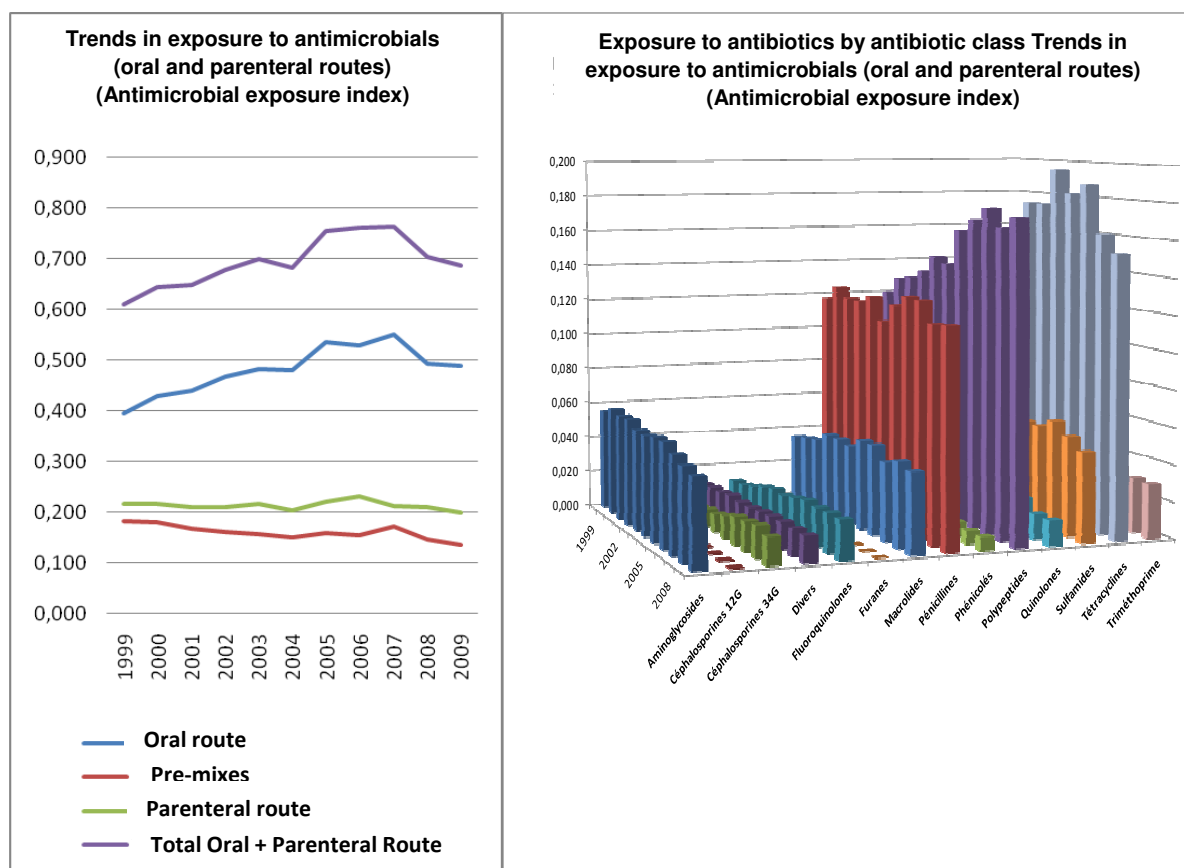 Trends in exposure to antimicrobials
(oral and parenteral routes)
(Antimicrobial exposure index)
0,900
0,800
0,700
0,600
0,500
0,400
0,300
0,200
0,100
0,000
1999
2000
2001
2002
2003
2004
2005
2006
2007
2008
2009
Oral route
Pre-mixes
Parenteral route
Total Oral + Parenteral Route
Exposure to antibiotics by antibiotic class Trends in
exposure to antimicrobials (oral and parenteral routes)
(Antimicrobial exposure index)
0,200
0,180
0,160
0,140
0,120
0,100
0,080
0,060
0,040
0,020
0,000
1999
2002
2005
2008
Aminoglycosides
Céphalosporines 12G
Céphalosporines 34G
Divers
Fluoroquinolones
Furanes
Macrolides
Pénicillines
Phénicolés
Polypeptides
Quinolones
Sulfamides
Tétracyclines
Triméthoprime